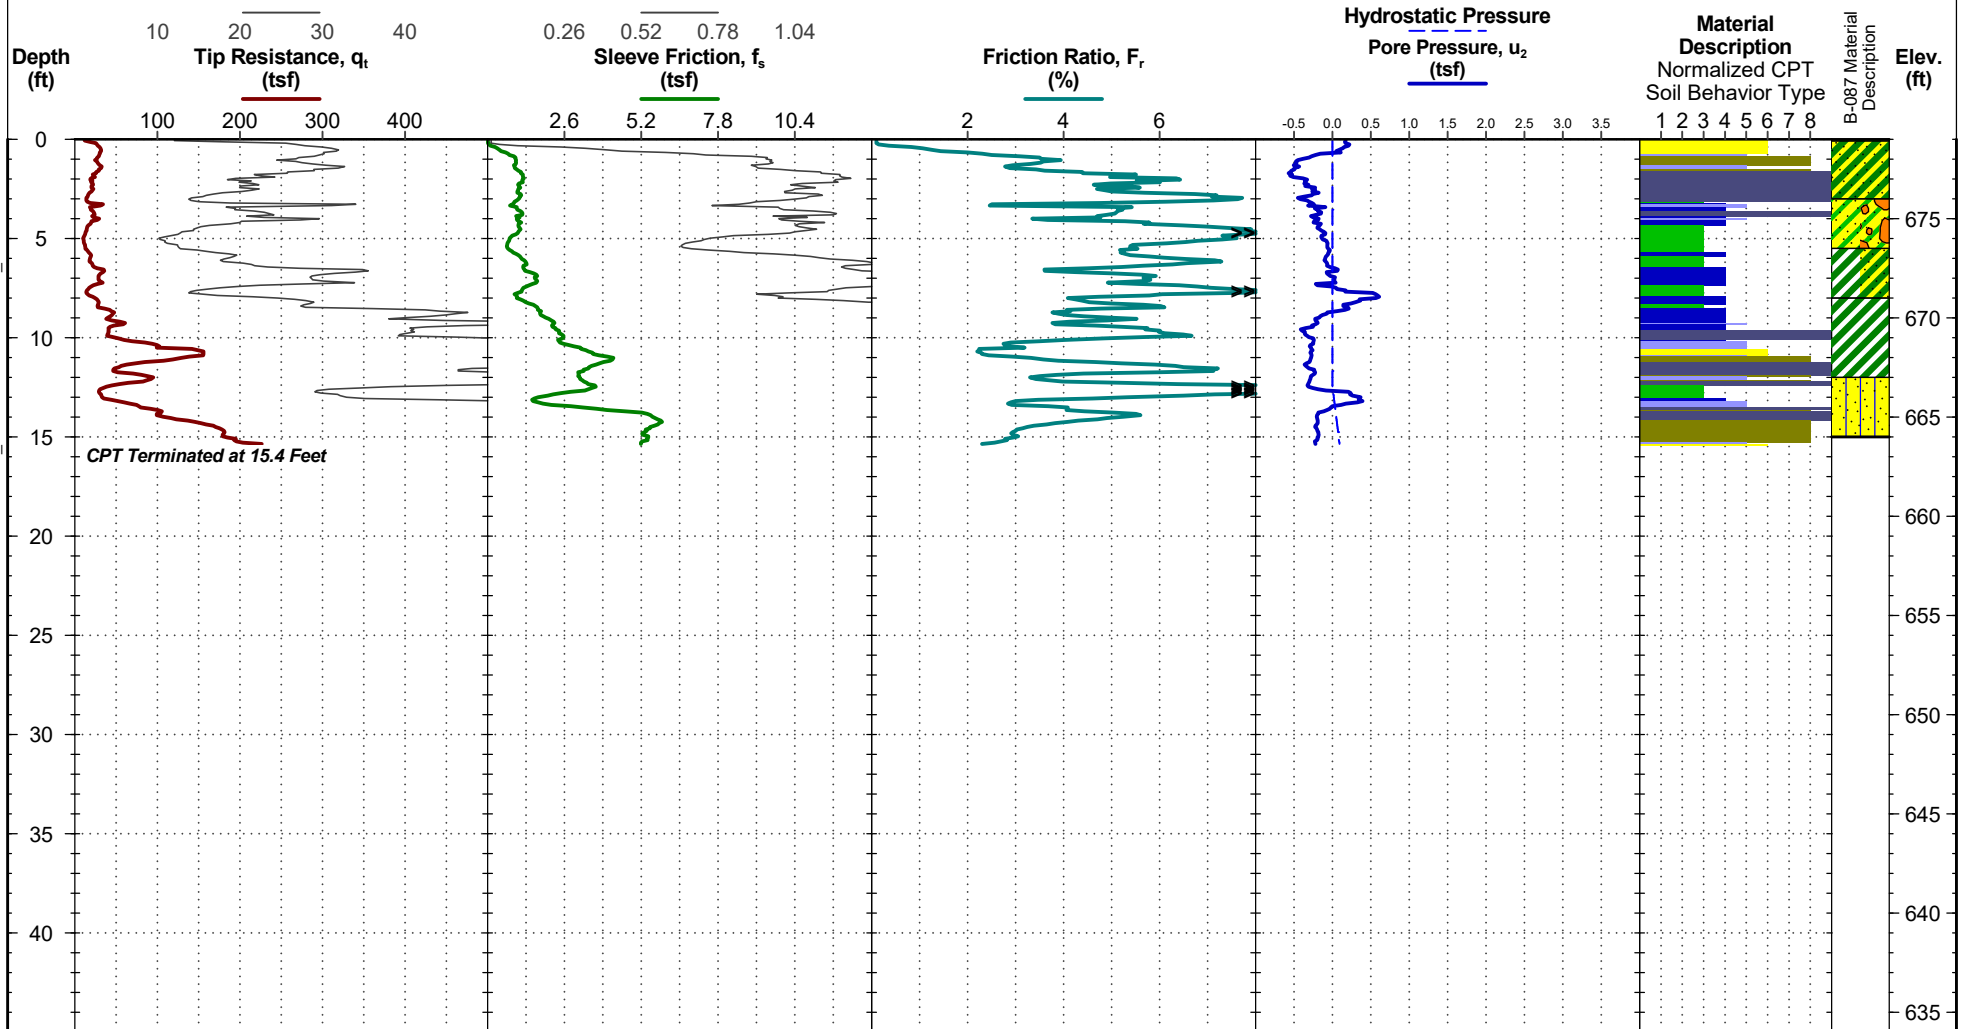 10 20 30 40
0.26 0.52 0.78 1.04
Hydrostatic Pressure
Depth
(ft)
Tip Resistance, qt
(tsf)
Sleeve Friction, fs
(tsf)
Friction Ratio, Fr
(%)
Pore Pressure, u2
(tsf)
Material
Description
Normalized CPT
Soil Behavior Type
B-087 Material
Description
Elev.
(ft)
100 200 300 400
2.6 5.2 7.8 10.4
2 4 6
-0.5 0.0 0.5 1.0 1.5 2.0 2.5 3.0 3.5
1 2 3 4 5 6 7 8
0
5
10
15
20
25
30
35
40
CPT Terminated at 15.4 Feet
675
670
665
660
655
650
645
640
635